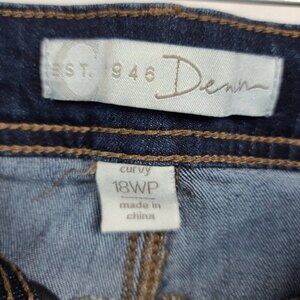 EST. 1946 Denim
curvy
18WP
made in
china